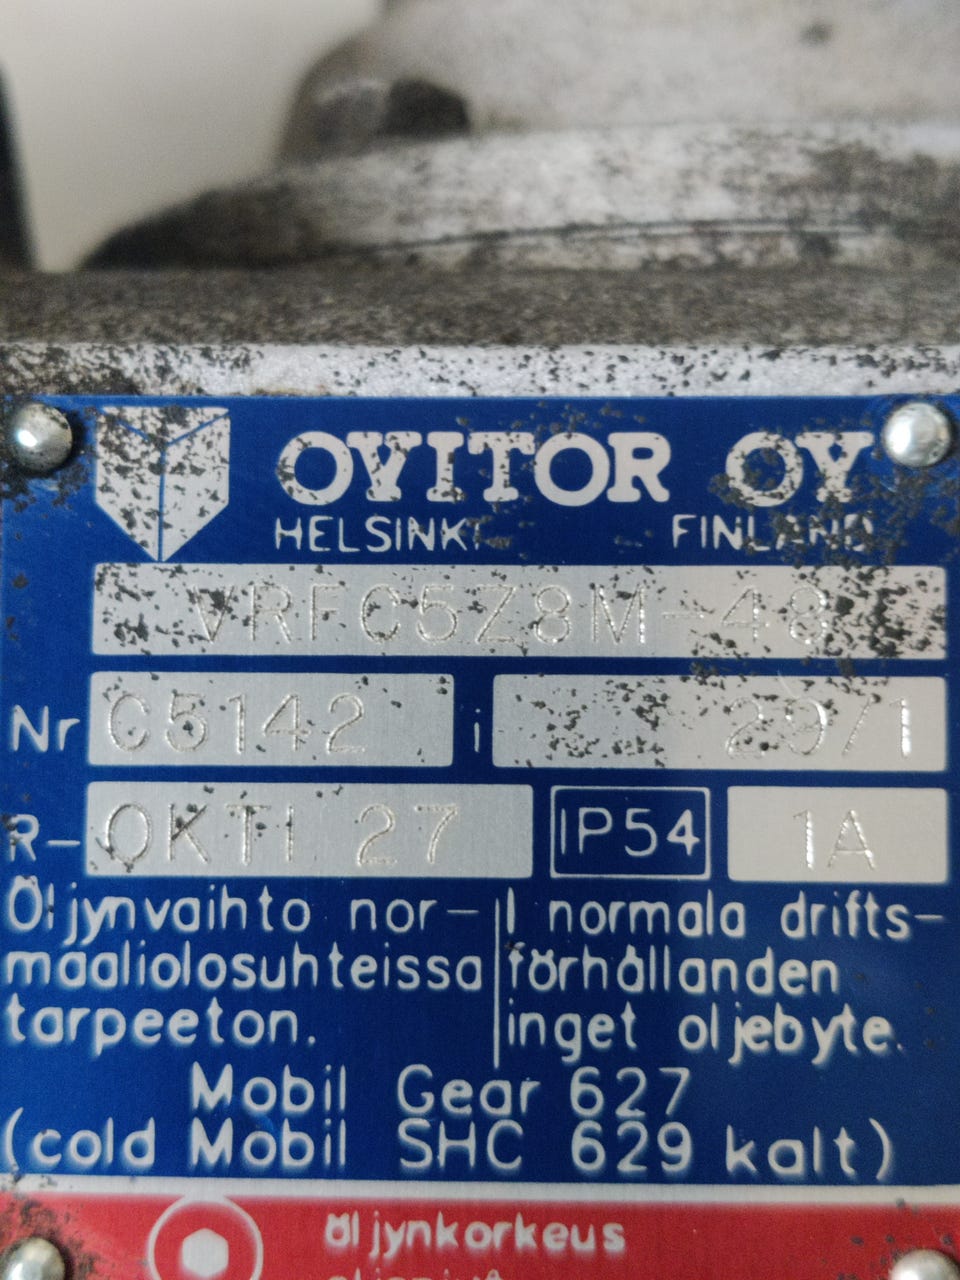 OVITOR OY
HELSINKI FINLAND
VRFC5Z8M-48
Nr C5142 i 29/1
R- OKTI 27 IP54 1A
Öljynvaihto nor-
maaliolosuhteissa
tarpeeton.
I normala drifts-
förhållanden
inget oljebyte.
Mobil Gear 627
(cold Mobil SHC 629 kalt)
Öljynkorkeus